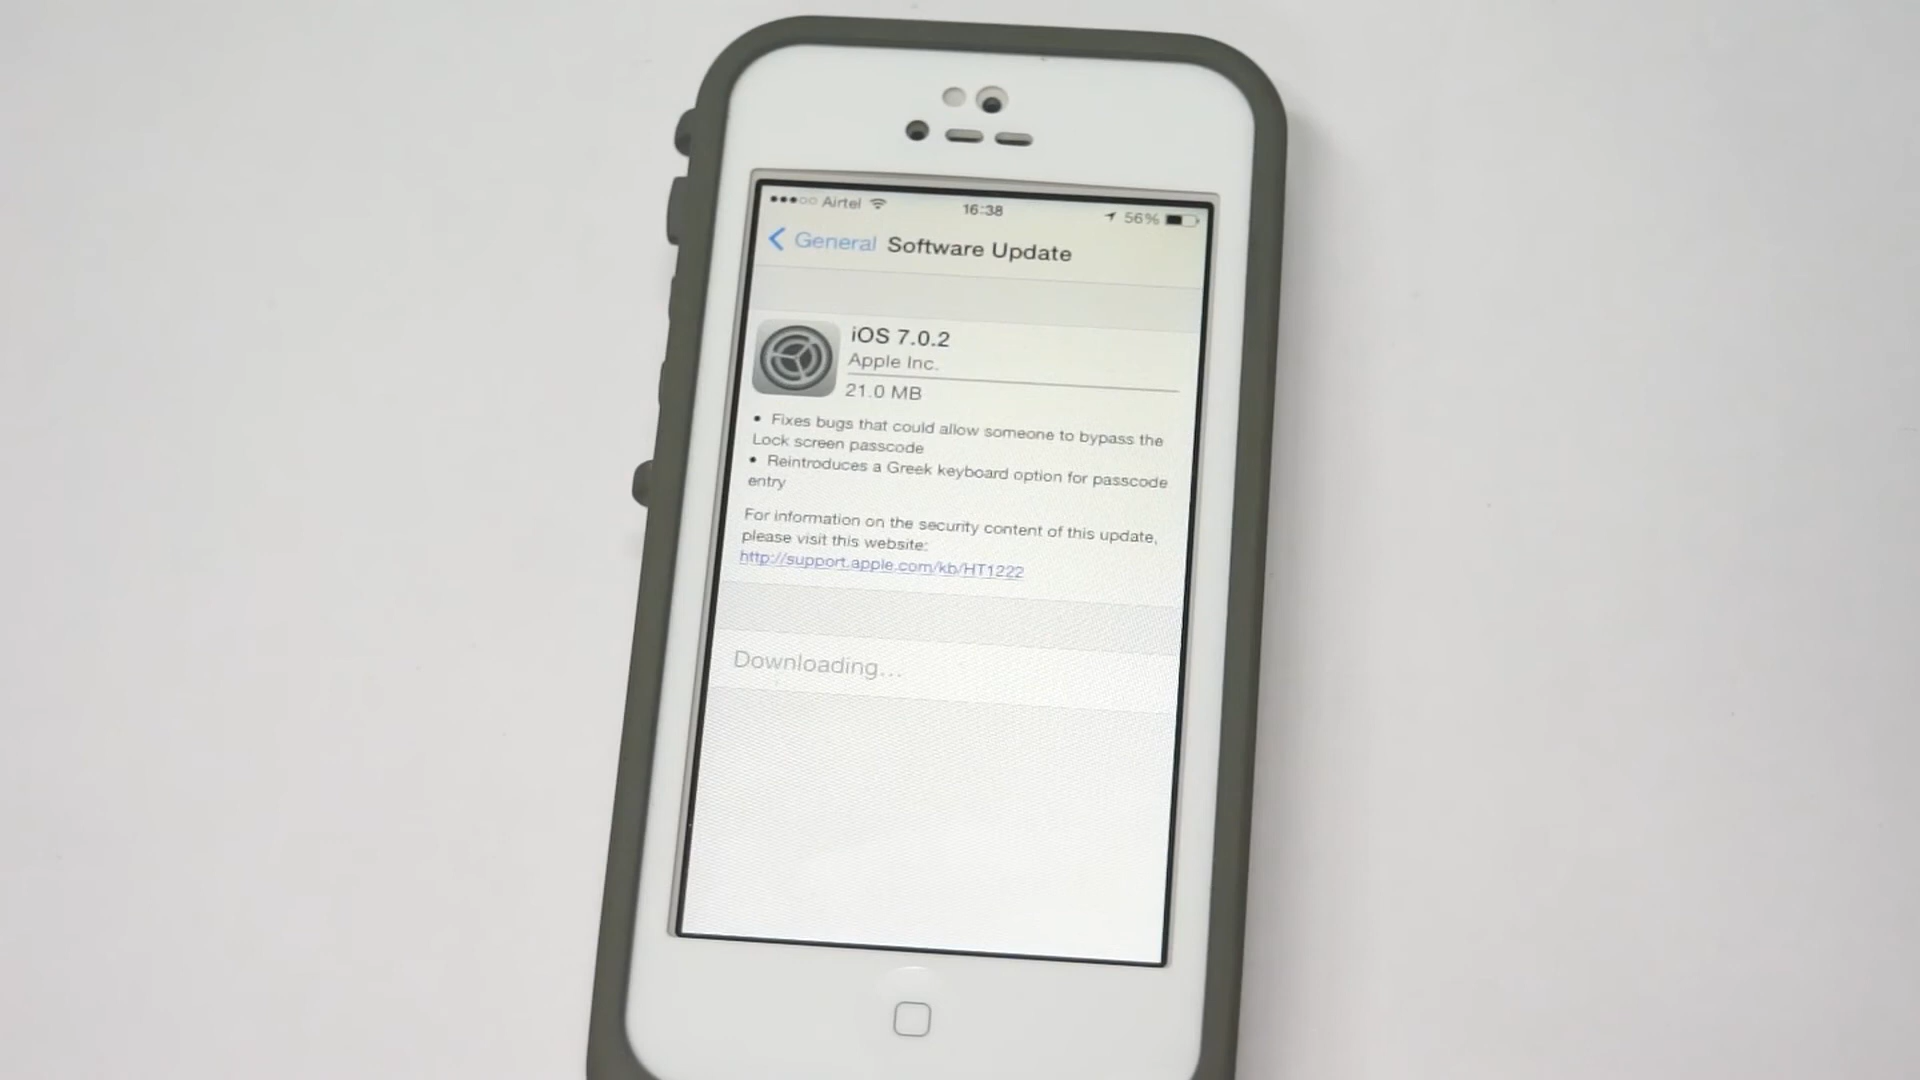 Airtel 16:38 56%
General Software Update
iOS 7.0.2
Apple Inc.
21.0 MB
• Fixes bugs that could allow someone to bypass the
Lock screen passcode
• Reintroduces a Greek keyboard option for passcode
entry
For information on the security content of this update,
please visit this website:
http://support.apple.com/kb/HT1222
Downloading...